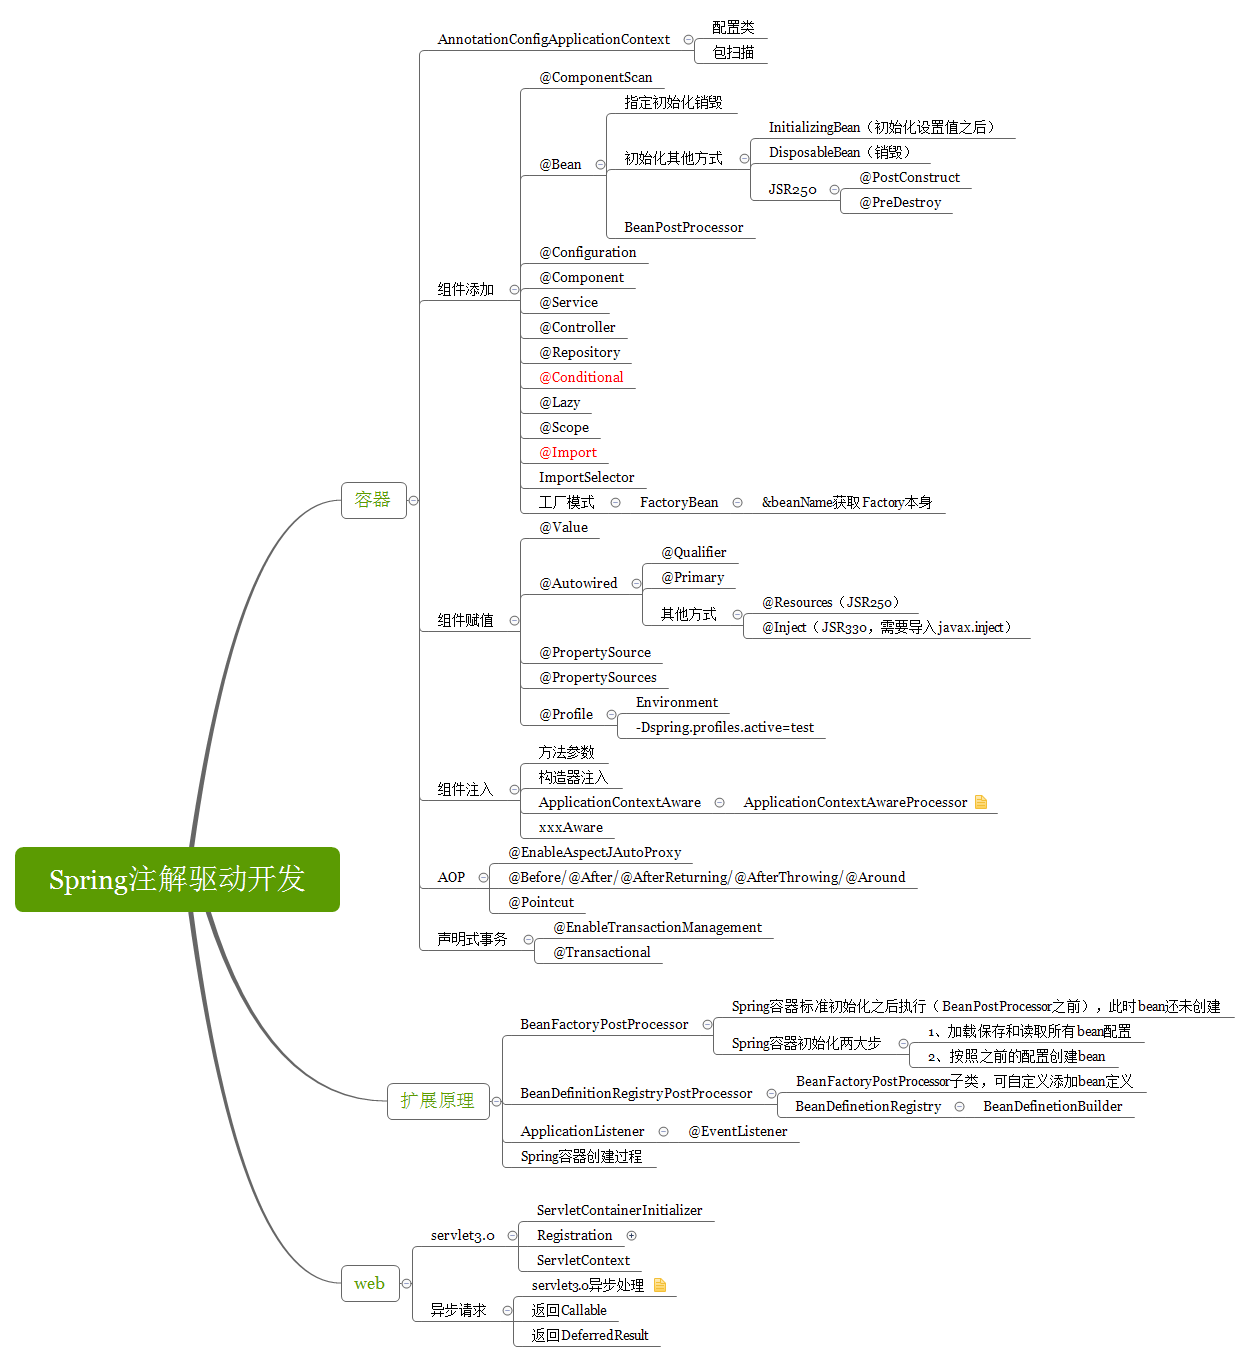 Spring注解驱动开发
容器
AnnotationConfigApplicationContext
配置类
包扫描
组件添加
@ComponentScan
@Bean
指定初始化销毁
初始化其他方式
InitializingBean（初始化设置值之后）
DisposableBean（销毁）
JSR250
@PostConstruct
@PreDestroy
BeanPostProcessor
@Configuration
@Component
@Service
@Controller
@Repository
@Conditional
@Lazy
@Scope
@Import
ImportSelector
工厂模式
FactoryBean
&beanName获取Factory本身
组件赋值
@Value
@Autowired
@Qualifier
@Primary
其他方式
@Resources（JSR250）
@Inject（JSR330，需要导入javax.inject）
@PropertySource
@PropertySources
@Profile
Environment
-Dspring.profiles.active=test
组件注入
方法参数
构造器注入
ApplicationContextAware
ApplicationContextAwareProcessor
xxxAware
AOP
@EnableAspectJAutoProxy
@Before/@After/@AfterReturning/@AfterThrowing/@Around
@Pointcut
声明式事务
@EnableTransactionManagement
@Transactional
扩展原理
BeanFactoryPostProcessor
Spring容器标准初始化之后执行（BeanPostProcessor之前），此时bean还未创建
Spring容器初始化两大步
1、加载保存和读取所有bean配置
2、按照之前的配置创建bean
BeanDefinitionRegistryPostProcessor
BeanFactoryPostProcessor子类，可自定义添加bean定义
BeanDefinetionRegistry
BeanDefinetionBuilder
ApplicationListener
@EventListener
Spring容器创建过程
web
servlet3.0
ServletContainerInitializer
Registration
ServletContext
异步请求
servlet3.0异步处理
返回Callable
返回DeferredResult